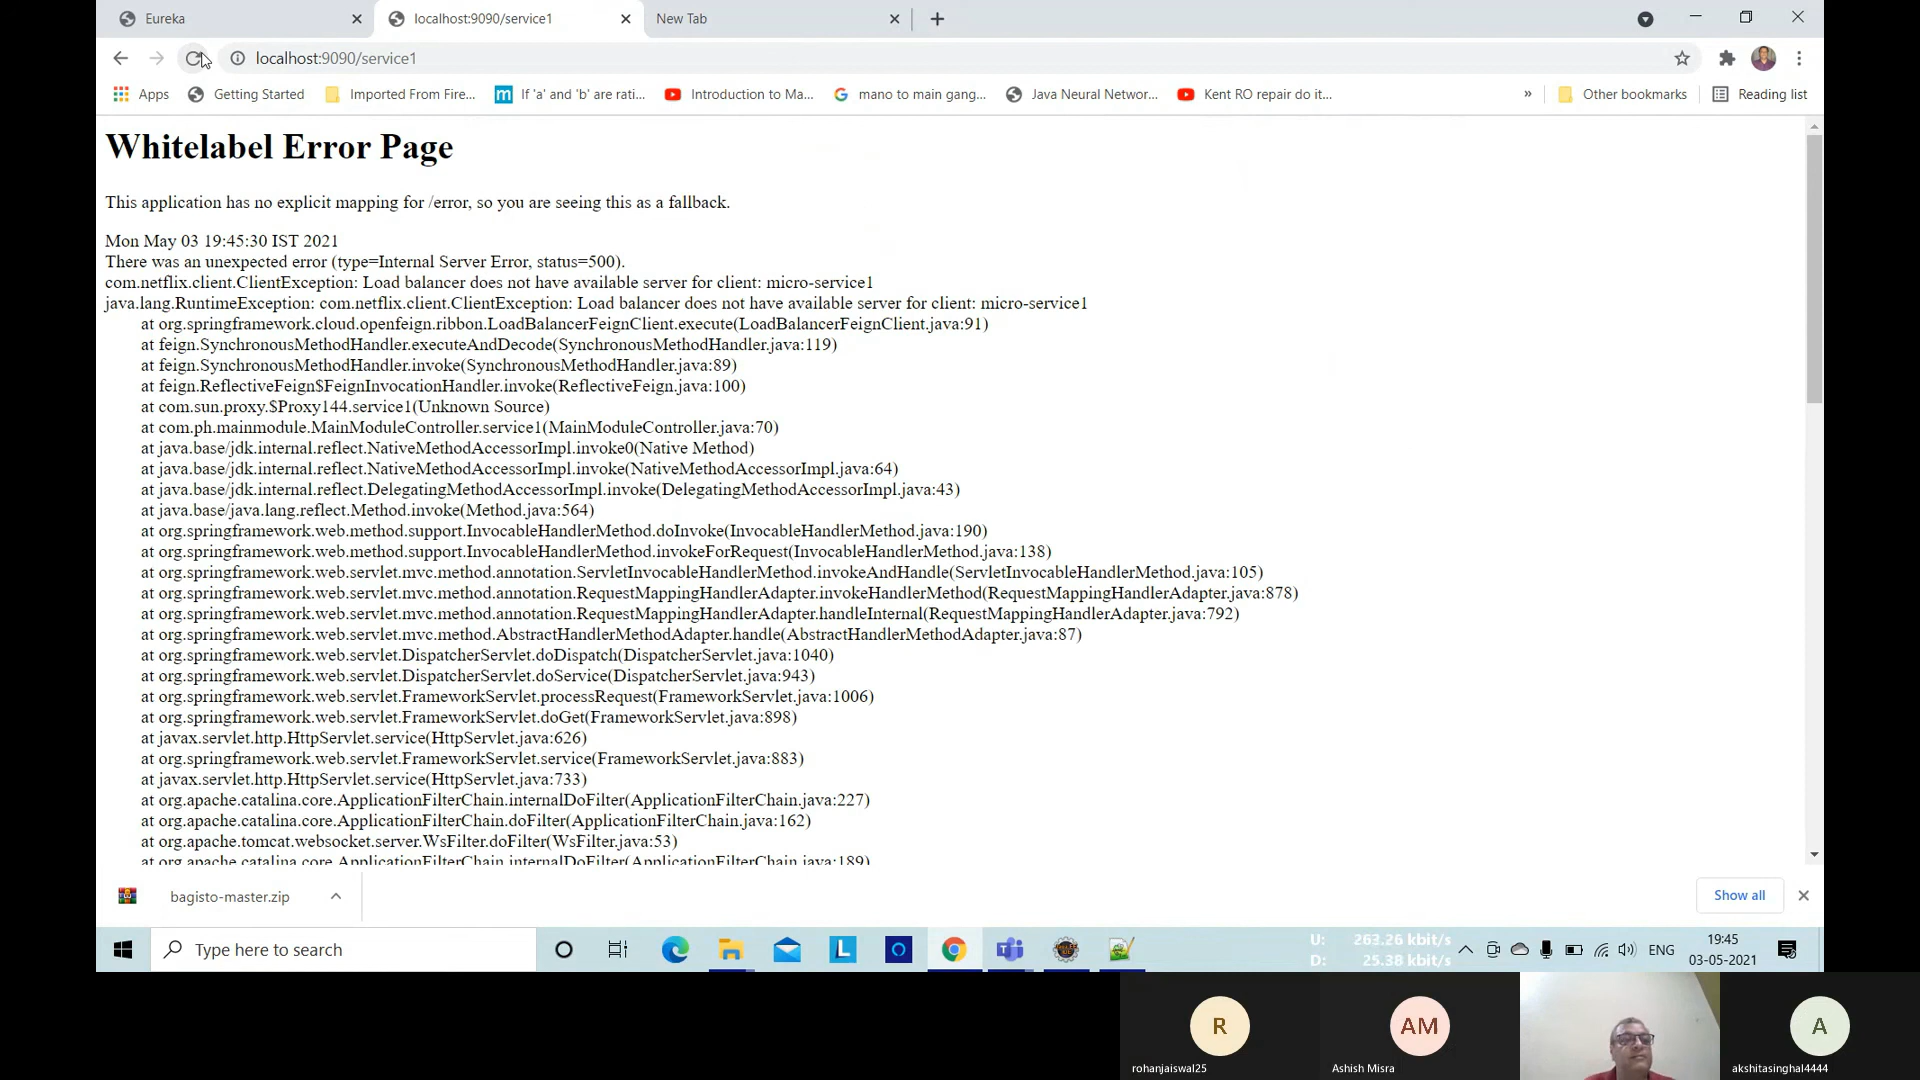 Eureka
localhost:9090/service1
New Tab
localhost:9090/service1
Apps
Getting Started
Imported From Fire...
If 'a' and 'b' are rati...
Introduction to Ma...
mano to main gang...
Java Neural Networ...
Kent RO repair do it...
»
Other bookmarks
Reading list
Whitelabel Error Page
This application has no explicit mapping for /error, so you are seeing this as a fallback.
Mon May 03 19:45:30 IST 2021
There was an unexpected error (type=Internal Server Error, status=500).
com.netflix.client.ClientException: Load balancer does not have available server for client: micro-service1
java.lang.RuntimeException: com.netflix.client.ClientException: Load balancer does not have available server for client: micro-service1
at org.springframework.cloud.openfeign.ribbon.LoadBalancerFeignClient.execute(LoadBalancerFeignClient.java:91)
at feign.SynchronousMethodHandler.executeAndDecode(SynchronousMethodHandler.java:119)
at feign.SynchronousMethodHandler.invoke(SynchronousMethodHandler.java:89)
at feign.ReflectiveFeign$FeignInvocationHandler.invoke(ReflectiveFeign.java:100)
at com.sun.proxy.$Proxy144.service1(Unknown Source)
at com.ph.mainmodule.MainModuleController.service1(MainModuleController.java:70)
at java.base/jdk.internal.reflect.NativeMethodAccessorImpl.invoke0(Native Method)
at java.base/jdk.internal.reflect.NativeMethodAccessorImpl.invoke(NativeMethodAccessorImpl.java:64)
at java.base/jdk.internal.reflect.DelegatingMethodAccessorImpl.invoke(DelegatingMethodAccessorImpl.java:43)
at java.base/java.lang.reflect.Method.invoke(Method.java:564)
at org.springframework.web.method.support.InvocableHandlerMethod.doInvoke(InvocableHandlerMethod.java:190)
at org.springframework.web.method.support.InvocableHandlerMethod.invokeForRequest(InvocableHandlerMethod.java:138)
at org.springframework.web.servlet.mvc.method.annotation.ServletInvocableHandlerMethod.invokeAndHandle(ServletInvocableHandlerMethod.java:105)
at org.springframework.web.servlet.mvc.method.annotation.RequestMappingHandlerAdapter.invokeHandlerMethod(RequestMappingHandlerAdapter.java:878)
at org.springframework.web.servlet.mvc.method.annotation.RequestMappingHandlerAdapter.handleInternal(RequestMappingHandlerAdapter.java:792)
at org.springframework.web.servlet.mvc.method.AbstractHandlerMethodAdapter.handle(AbstractHandlerMethodAdapter.java:87)
at org.springframework.web.servlet.DispatcherServlet.doDispatch(DispatcherServlet.java:1040)
at org.springframework.web.servlet.DispatcherServlet.doService(DispatcherServlet.java:943)
at org.springframework.web.servlet.FrameworkServlet.processRequest(FrameworkServlet.java:1006)
at org.springframework.web.servlet.FrameworkServlet.doGet(FrameworkServlet.java:898)
at javax.servlet.http.HttpServlet.service(HttpServlet.java:626)
at org.springframework.web.servlet.FrameworkServlet.service(FrameworkServlet.java:883)
at javax.servlet.http.HttpServlet.service(HttpServlet.java:733)
at org.apache.catalina.core.ApplicationFilterChain.internalDoFilter(ApplicationFilterChain.java:227)
at org.apache.catalina.core.ApplicationFilterChain.doFilter(ApplicationFilterChain.java:162)
at org.apache.tomcat.websocket.server.WsFilter.doFilter(WsFilter.java:53)
at org.apache.catalina.core.ApplicationFilterChain.internalDoFilter(ApplicationFilterChain.java:189)
bagisto-master.zip
Show all
Type here to search
U: 263.26 kbit/s
D: 25.38 kbit/s
ENG
19:45
03-05-2021
R
AM
A
rohanjaiswal25
Ashish Misra
akshitasinghal4444